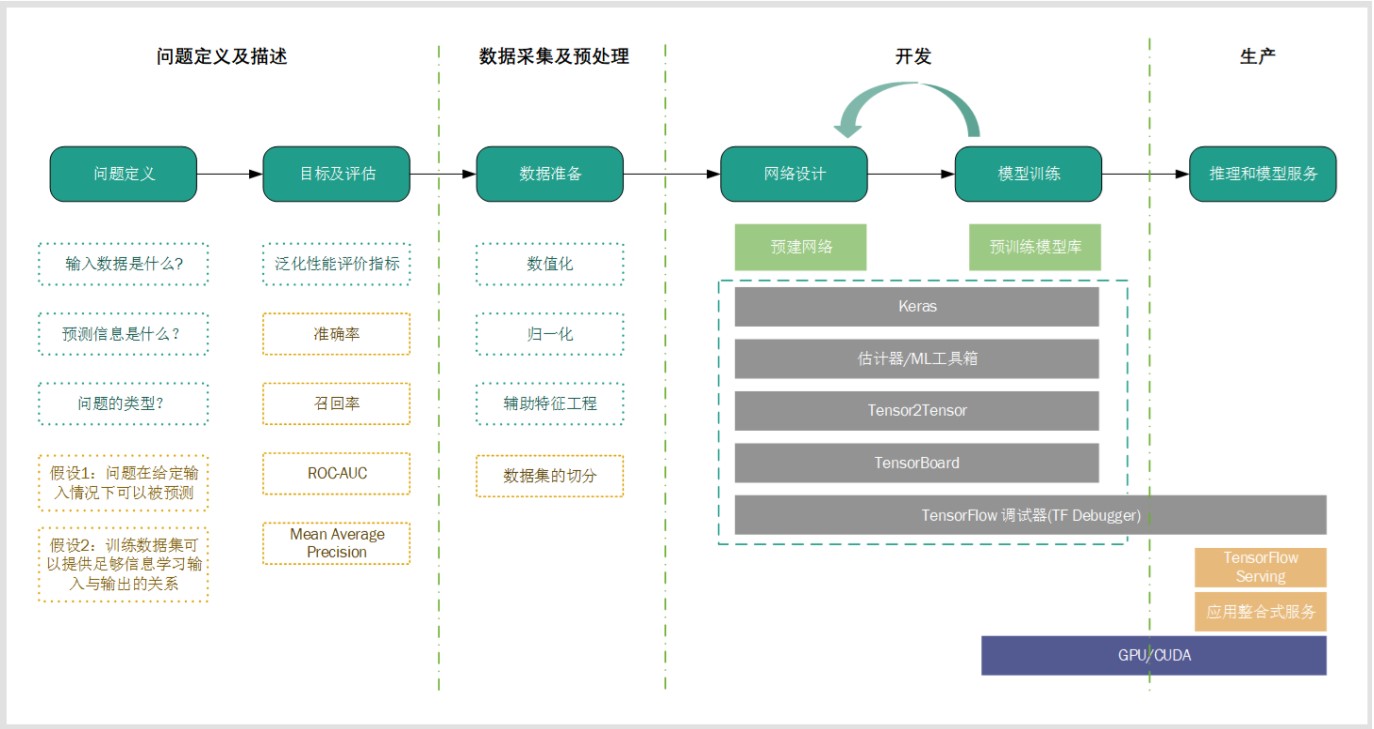 问题定义及描述
数据采集及预处理
开发
生产
问题定义
目标及评估
数据准备
网络设计
模型训练
推理和模型服务
输入数据是什么?
预测信息是什么？
问题的类型?
假设1：问题在给定输
入情况下可以被预测
假设2：训练数据集可
以提供足够信息学习输
入与输出的关系
泛化性能评价指标
准确率
召回率
ROC-AUC
Mean Average
Precision
数值化
归一化
辅助特征工程
数据集的切分
预建网络
预训练模型库
Keras
估计器/ML工具箱
Tensor2Tensor
TensorBoard
TensorFlow 调试器(TF Debugger)
TensorFlow
Serving
应用整合式服务
GPU/CUDA